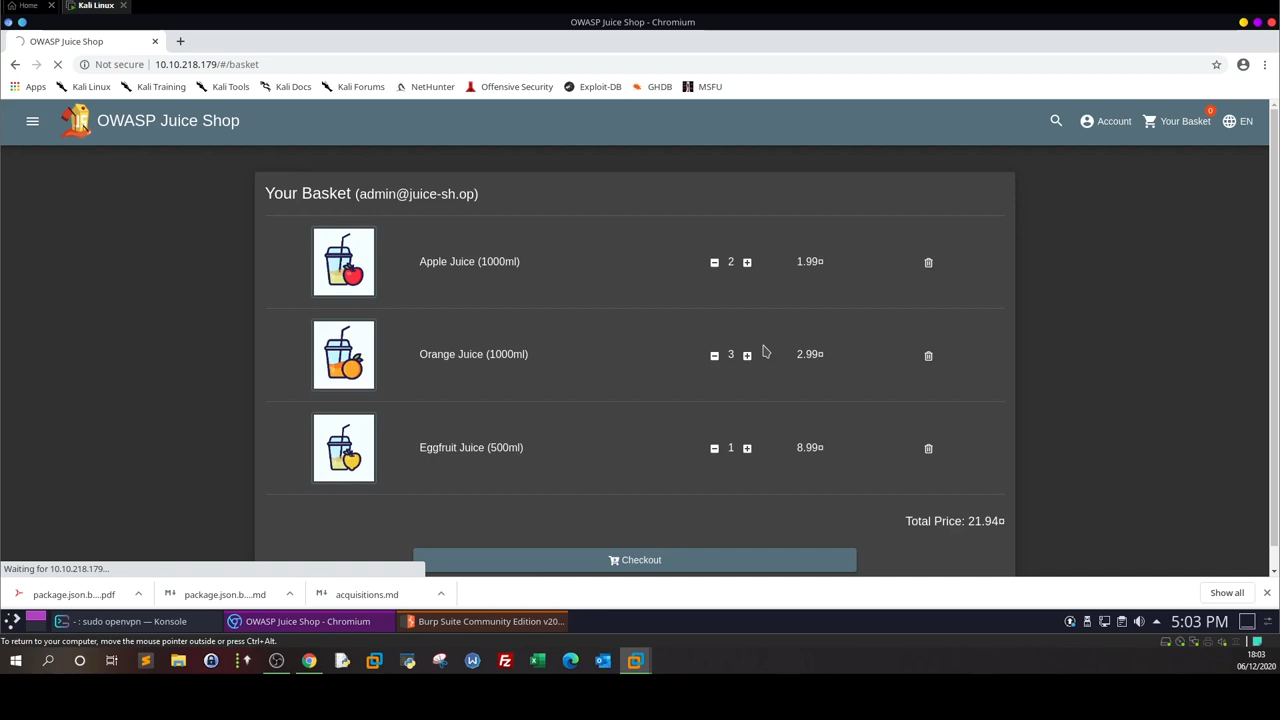 Home
Kali Linux
OWASP Juice Shop - Chromium
OWASP Juice Shop
Not secure
10.10.218.179/#/basket
Apps
Kali Linux
Kali Training
Kali Tools
Kali Docs
Kali Forums
NetHunter
Offensive Security
Exploit-DB
GHDB
MSFU
OWASP Juice Shop
Account
Your Basket
0
EN
Your Basket (admin@juice-sh.op)
Apple Juice (1000ml)
2
1.99¤
Orange Juice (1000ml)
3
2.99¤
Eggfruit Juice (500ml)
1
8.99¤
Total Price: 21.94¤
Checkout
Waiting for 10.10.218.179...
package.json.b....pdf
package.json.b....md
acquisitions.md
Show all
- : sudo openvpn — Konsole
OWASP Juice Shop - Chromium
Burp Suite Community Edition v20...
5:03 PM
To return to your computer, move the mouse pointer outside or press Ctrl+Alt.
18:03
06/12/2020